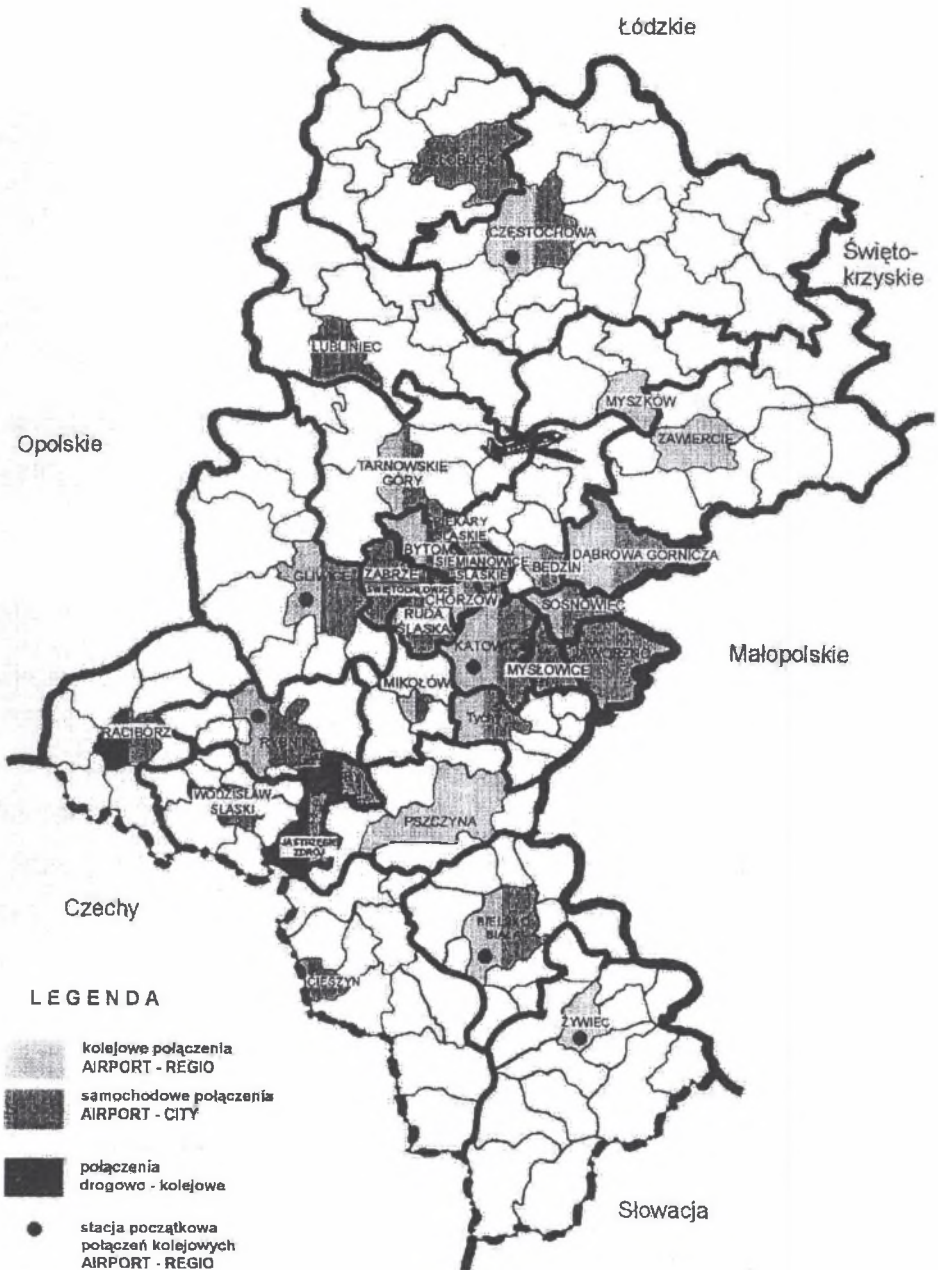 Łódzkie
KŁOBUCK
CZĘSTOCHOWA
Święto-
krzyskie
LUBLINIEC
MYSZKÓW
ZAWIERCIE
Opolskie
TARNOWSKIE
GÓRY
PIEKARY
ŚLĄSKIE
BYTOM
SIEMIANOWICE
ŚLĄSKIE
BĘDZIN
DĄBROWA GÓRNICZA
GLIWICE
ZABRZE
ŚWIĘTOCHŁOWICE
CHORZÓW
SOSNOWIEC
RUDA
ŚLĄSKA
KATOWICE
MYSŁOWICE
JAWORZNO
Małopolskie
MIKOŁÓW
Tychy
RACIBÓRZ
RYBNIK
WODZISŁAW
ŚLĄSKI
JASTRZĘBIE
ZDRÓJ
PSZCZYNA
Czechy
BIELSKO
BIAŁA
CIESZYN
ŻYWIEC
LEGENDA
kolejowe połączenia
AIRPORT - REGIO
samochodowe połączenia
AIRPORT - CITY
połączenia
drogowo - kolejowe
stacja początkowa
połączeń kolejowych
AIRPORT - REGIO
Słowacja